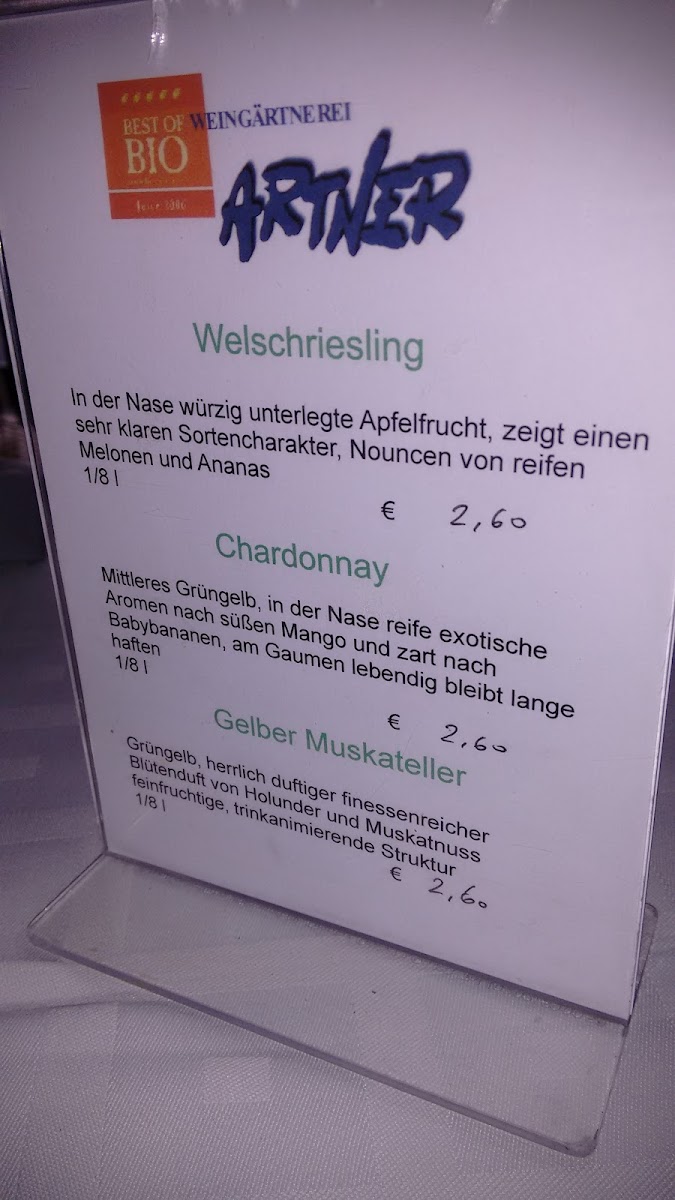 BEST OF
BIO
WEINGÄRTNEREI
ARTNER
Welschriesling
In der Nase würzig unterlegte Apfelfrucht, zeigt einen
sehr klaren Sortencharakter, Nouncen von reifen
Melonen und Ananas
1/8 l
€ 2,60
Chardonnay
Mittleres Grüngelb, in der Nase reife exotische
Aromen nach süßen Mango und zart nach
Babybananen, am Gaumen lebendig bleibt lange
haften
1/8 l
€ 2,60
Gelber Muskateller
Grüngelb, herrlich duftiger finessenreicher
Blütenduft von Holunder und Muskatnuss
feinfruchtige, trinkanimierende Struktur
1/8 l
€ 2,60